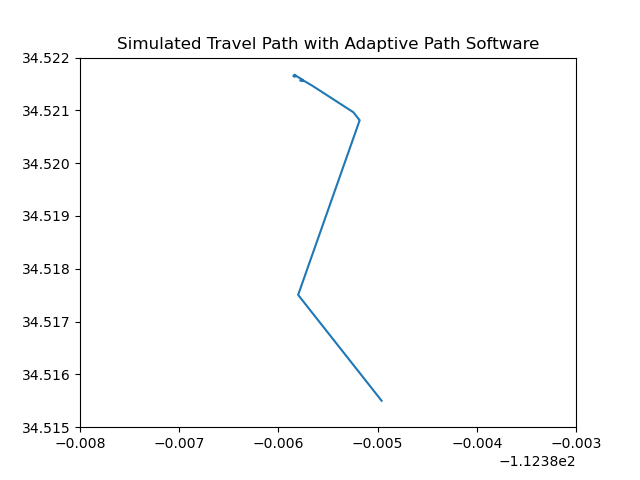 Simulated Travel Path with Adaptive Path Software
34.522
34.521
34.520
34.519
34.518
34.517
34.516
34.515
−0.008 −0.007 −0.006 −0.005 −0.004 −0.003
−1.1238e2